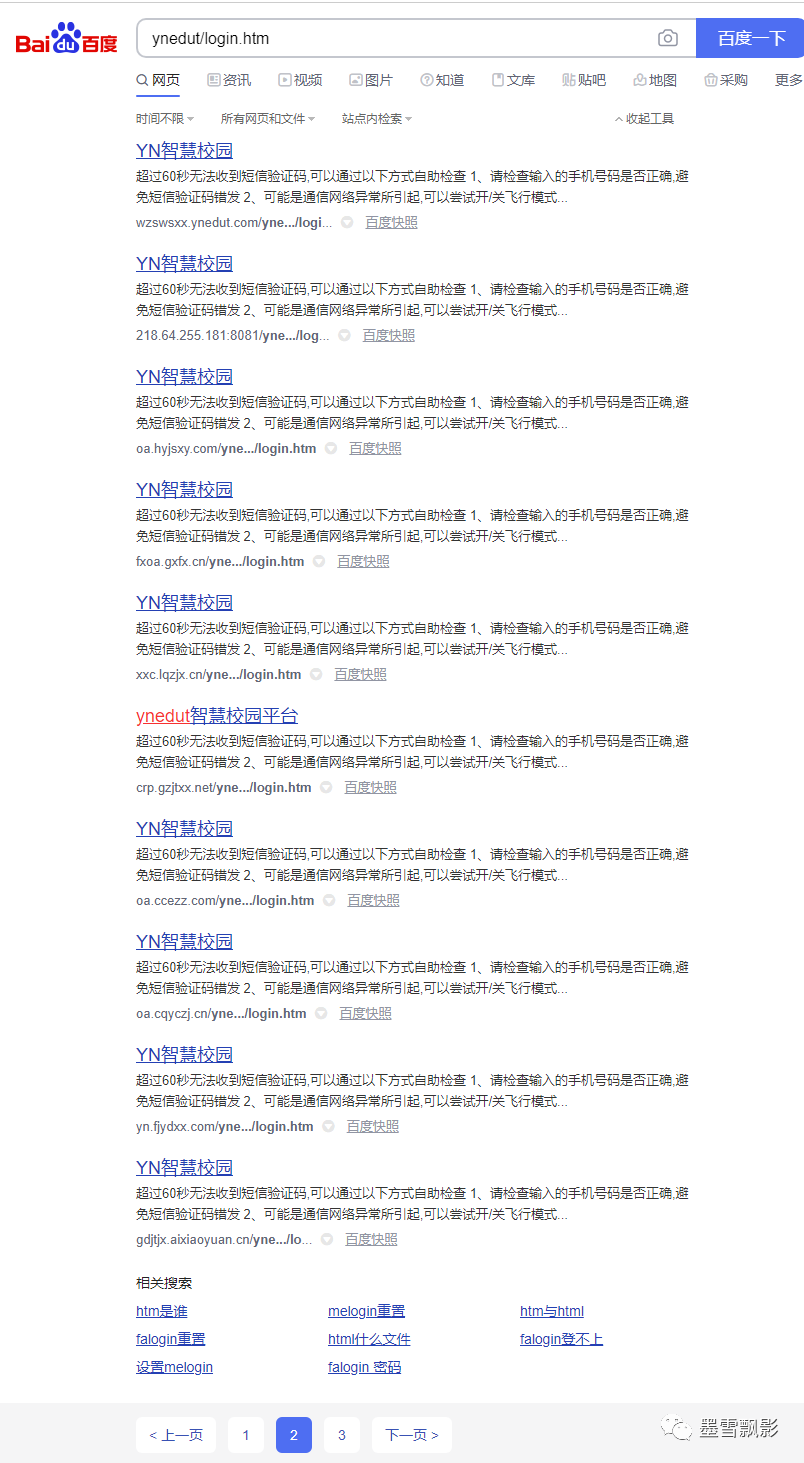 Bai du 百度 ynedut/login.htm 百度一下
网页 资讯 视频 图片 知道 文库 贴吧 地图 采购 更多
时间不限 所有网页和文件 站点内检索 收起工具
YN智慧校园
超过60秒无法收到短信验证码,可以通过以下方式自助检查 1、请检查输入的手机号码是否正确,避
免短信验证码错发 2、可能是通信网络异常所引起,可以尝试开/关飞行模式...
wzswsxx.ynedut.com/yne.../logi... 百度快照
YN智慧校园
超过60秒无法收到短信验证码,可以通过以下方式自助检查 1、请检查输入的手机号码是否正确,避
免短信验证码错发 2、可能是通信网络异常所引起,可以尝试开/关飞行模式...
218.64.255.181:8081/yne.../log... 百度快照
YN智慧校园
超过60秒无法收到短信验证码,可以通过以下方式自助检查 1、请检查输入的手机号码是否正确,避
免短信验证码错发 2、可能是通信网络异常所引起,可以尝试开/关飞行模式...
oa.hyjsxy.com/yne.../login.htm 百度快照
YN智慧校园
超过60秒无法收到短信验证码,可以通过以下方式自助检查 1、请检查输入的手机号码是否正确,避
免短信验证码错发 2、可能是通信网络异常所引起,可以尝试开/关飞行模式...
fxoa.gxfx.cn/yne.../login.htm 百度快照
YN智慧校园
超过60秒无法收到短信验证码,可以通过以下方式自助检查 1、请检查输入的手机号码是否正确,避
免短信验证码错发 2、可能是通信网络异常所引起,可以尝试开/关飞行模式...
xxc.lqzjx.cn/yne.../login.htm 百度快照
ynedut智慧校园平台
超过60秒无法收到短信验证码,可以通过以下方式自助检查 1、请检查输入的手机号码是否正确,避
免短信验证码错发 2、可能是通信网络异常所引起,可以尝试开/关飞行模式...
crp.gzjtxx.net/yne.../login.htm 百度快照
YN智慧校园
超过60秒无法收到短信验证码,可以通过以下方式自助检查 1、请检查输入的手机号码是否正确,避
免短信验证码错发 2、可能是通信网络异常所引起,可以尝试开/关飞行模式...
oa.ccezz.com/yne.../login.htm 百度快照
YN智慧校园
超过60秒无法收到短信验证码,可以通过以下方式自助检查 1、请检查输入的手机号码是否正确,避
免短信验证码错发 2、可能是通信网络异常所引起,可以尝试开/关飞行模式...
oa.cqyczj.cn/yne.../login.htm 百度快照
YN智慧校园
超过60秒无法收到短信验证码,可以通过以下方式自助检查 1、请检查输入的手机号码是否正确,避
免短信验证码错发 2、可能是通信网络异常所引起,可以尝试开/关飞行模式...
yn.fjydxx.com/yne.../login.htm 百度快照
YN智慧校园
超过60秒无法收到短信验证码,可以通过以下方式自助检查 1、请检查输入的手机号码是否正确,避
免短信验证码错发 2、可能是通信网络异常所引起,可以尝试开/关飞行模式...
gdjtjx.aixiaoyuan.cn/yne.../lo... 百度快照
相关搜索
htm是谁 melogin重置 htm与html
falogin重置 html什么文件 falogin登不上
设置melogin falogin 密码
< 上一页 1 2 3 下一页 > 墨雪飘影